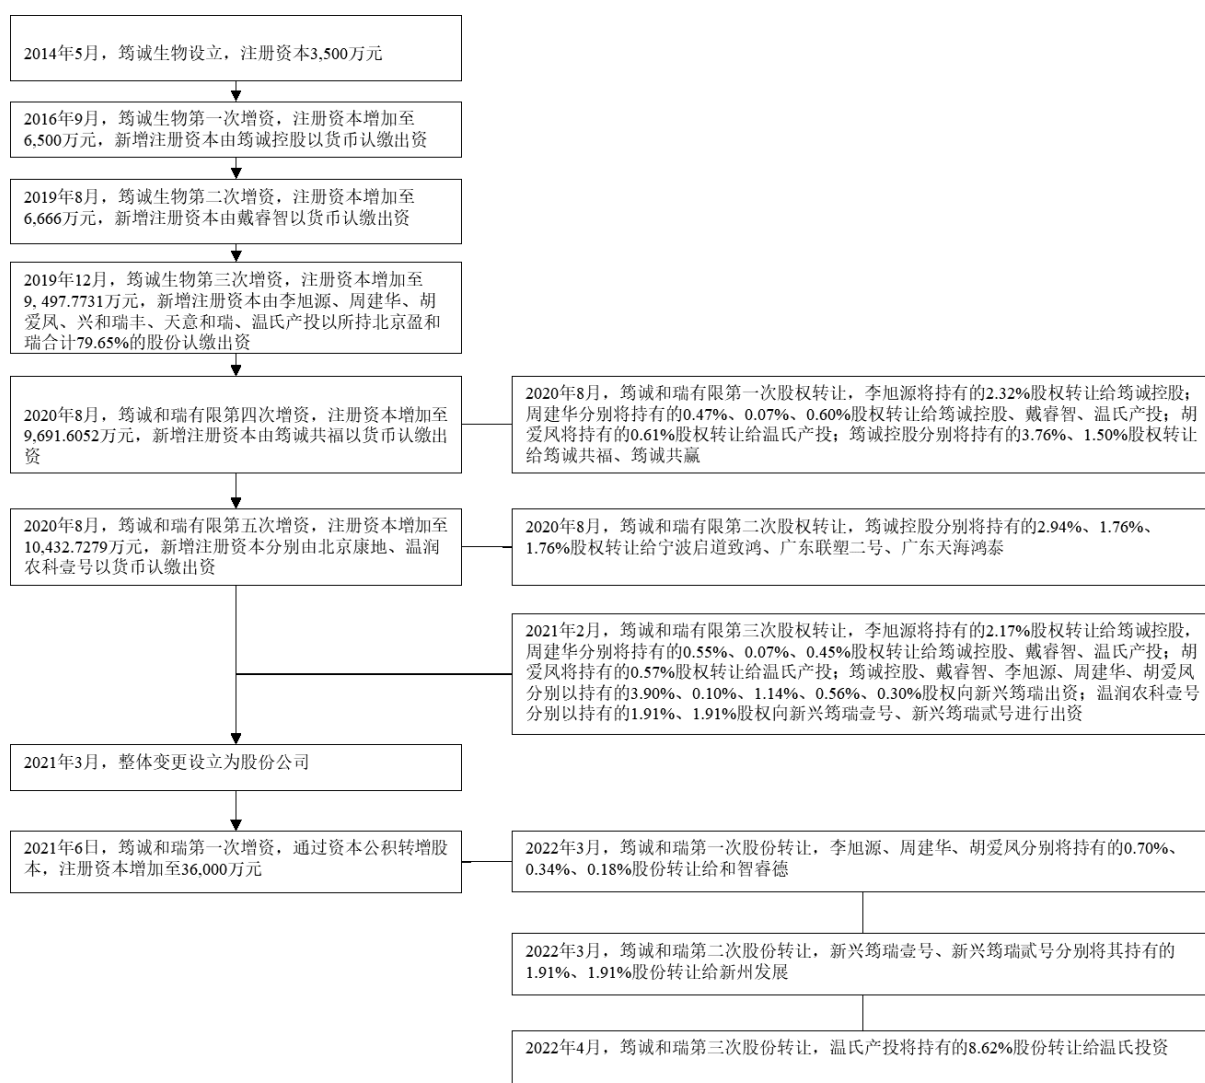 2014年5月，筠诚生物设立，注册资本3,500万元
2016年9月，筠诚生物第一次增资，注册资本增加至
6,500万元，新增注册资本由筠诚控股以货币认缴出资
2019年8月，筠诚生物第二次增资，注册资本增加至
6,666万元，新增注册资本由戴睿智以货币认缴出资
2019年12月，筠诚生物第三次增资，注册资本增加至
9, 497.7731万元，新增注册资本由李旭源、周建华、胡
爱凤、兴和瑞丰、天意和瑞、温氏产投以所持北京盈和
瑞合计79.65%的股份认缴出资
2020年8月，筠诚和瑞有限第四次增资，注册资本增加至
9,691.6052万元，新增注册资本由筠诚共福以货币认缴出
资
2020年8月，筠诚和瑞有限第一次股权转让，李旭源将持有的2.32%股权转让给筠诚控股；
周建华分别将持有的0.47%、0.07%、0.60%股权转让给筠诚控股、戴睿智、温氏产投；胡
爱凤将持有的0.61%股权转让给温氏产投；筠诚控股分别将持有的3.76%、1.50%股权转让
给筠诚共福、筠诚共赢
2020年8月，筠诚和瑞有限第五次增资，注册资本增加至
10,432.7279万元，新增注册资本分别由北京康地、温润
农科壹号以货币认缴出资
2020年8月，筠诚和瑞有限第二次股权转让，筠诚控股分别将持有的2.94%、1.76%、
1.76%股权转让给宁波启道致鸿、广东联塑二号、广东天海鸿泰
2021年2月，筠诚和瑞有限第三次股权转让，李旭源将持有的2.17%股权转让给筠诚控股，
周建华分别将持有的0.55%、0.07%、0.45%股权转让给筠诚控股、戴睿智、温氏产投；胡
爱凤将持有的0.57%股权转让给温氏产投；筠诚控股、戴睿智、李旭源、周建华、胡爱凤
分别以持有的3.90%、0.10%、1.14%、0.56%、0.30%股权向新兴筠瑞出资；温润农科壹号
分别以持有的1.91%、1.91%股权向新兴筠瑞壹号、新兴筠瑞贰号进行出资
2021年3月，整体变更设立为股份公司
2021年6日，筠诚和瑞第一次增资，通过资本公积转增股
本，注册资本增加至36,000万元
2022年3月，筠诚和瑞第一次股份转让，李旭源、周建华、胡爱凤分别将持有的0.70%、
0.34%、0.18%股份转让给和智睿德
2022年3月，筠诚和瑞第二次股份转让，新兴筠瑞壹号、新兴筠瑞贰号分别将其持有的
1.91%、1.91%股份转让给新州发展
2022年4月，筠诚和瑞第三次股份转让，温氏产投将持有的8.62%股份转让给温氏投资